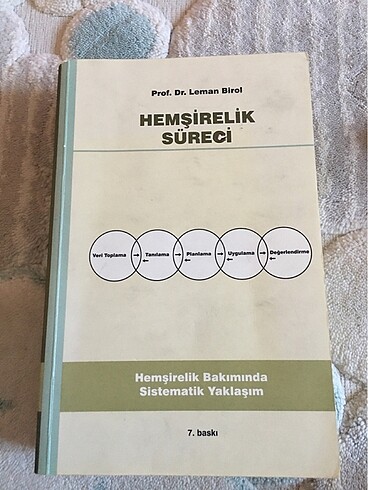 Prof. Dr. Leman Birol
HEMŞİRELİK
SÜRECİ
Veri Toplama → Tanılama → Planlama → Uygulama → Değerlendirme
← ← ← ←
Hemşirelik Bakımında
Sistematik Yaklaşım
7. baskı